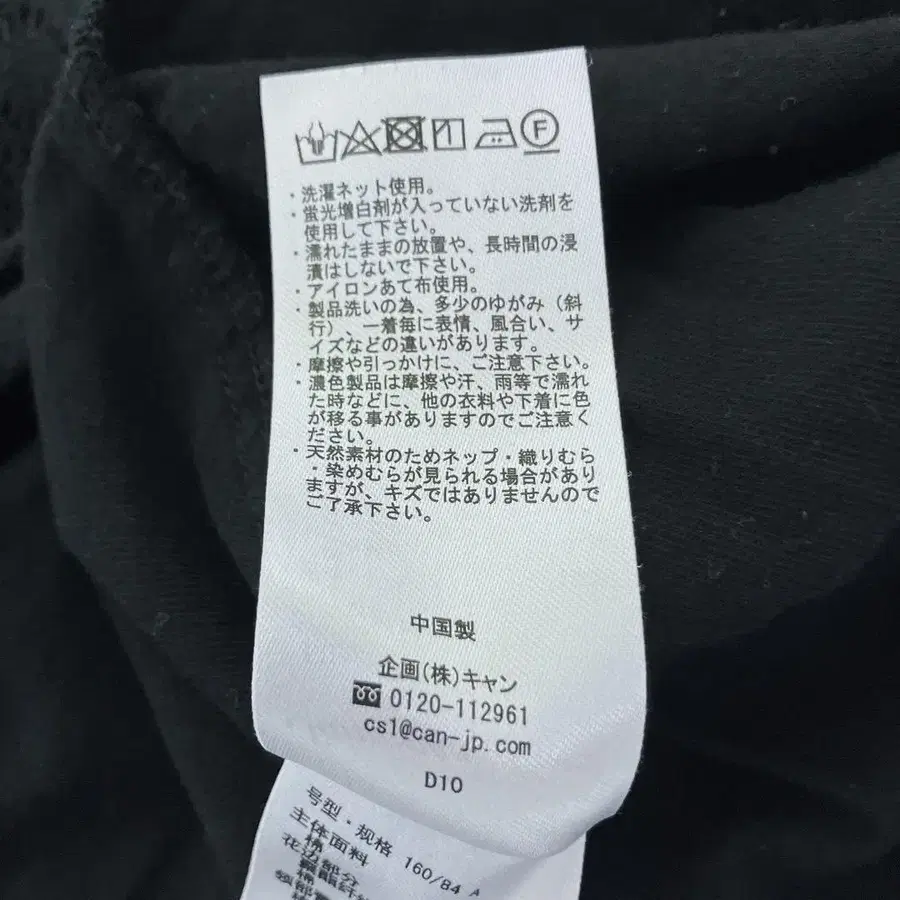 F
・洗濯ネット使用。
・蛍光増白剤が入っていない洗剤を
使用して下さい。
・濡れたままの放置や、長時間の浸
漬はしないで下さい。
・アイロンあて布使用。
・製品洗いの為、多少のゆがみ（斜
行）、一着毎に表情、風合い、サ
イズなどの違いがあります。
・摩擦や引っかけに、ご注意下さい。
・濃色製品は摩擦や汗、雨等で濡れ
た時などに、他の衣料や下着に色
が移る事がありますのでご注意く
ださい。
・天然素材のためネップ・織りむら
・染めむらが見られる場合があり
ますが、キズではありませんので
ご了承下さい。
中国製
企画(株)キャン
0120-112961
cs1@can-jp.com
D10
号型・规格 160/84 A
主体面料
棉
花边部分